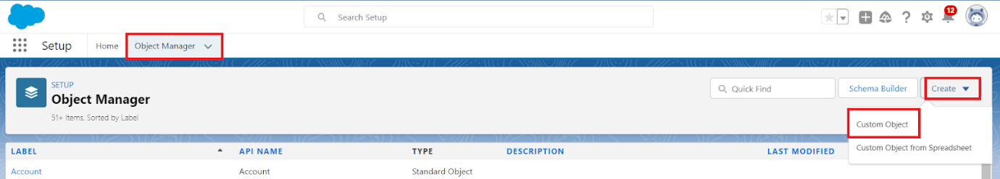 Search Setup
12
Setup Home Object Manager
SETUP
Object Manager
51+ Items, Sorted by Label
Quick Find
Schema Builder
Create
Custom Object
Custom Object from Spreadsheet
LABEL API NAME TYPE DESCRIPTION LAST MODIFIED
Account Account Standard Object